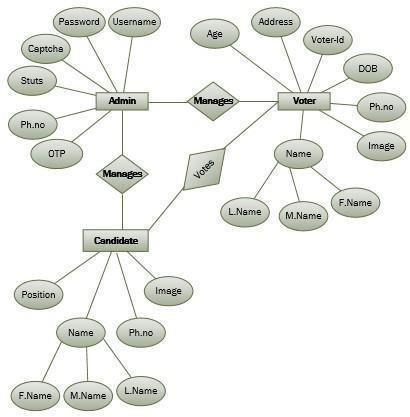 Password
Username
Address
Age
Voter-Id
Captcha
DOB
Stuts
Admin
Manages
Voter
Ph.no
Ph.no
Image
OTP
Name
Manages
Votes
L.Name
M.Name
F.Name
Candidate
Position
Image
Name
Ph.no
F.Name
M.Name
L.Name